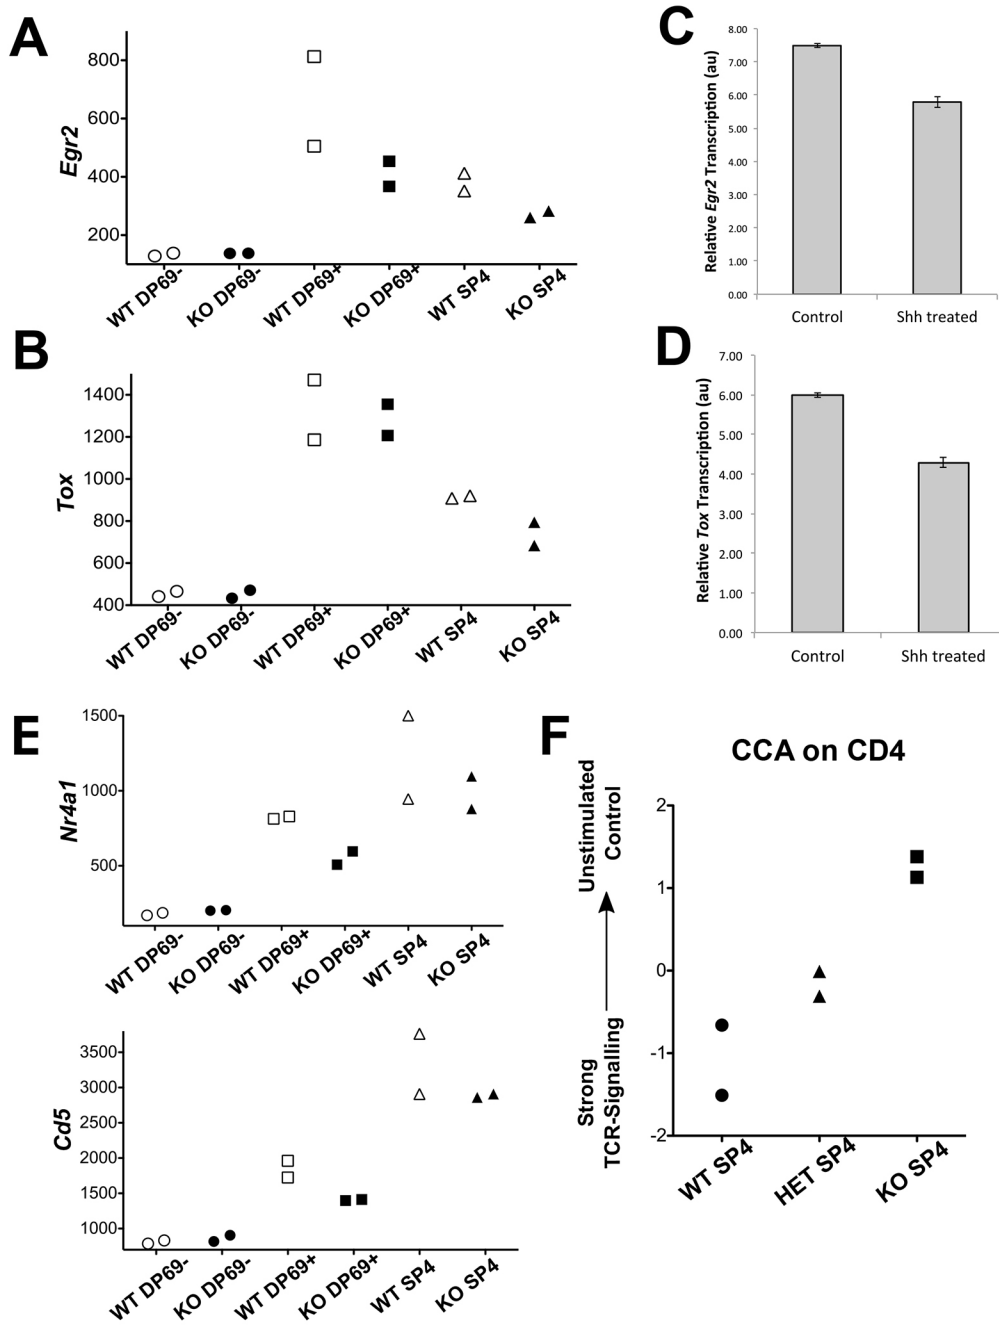 A
Egr2
800
600
400
200
WT DP69-
KO DP69-
WT DP69+
KO DP69+
WT SP4
KO SP4
B
Tox
1400
1200
1000
800
600
400
WT DP69-
KO DP69-
WT DP69+
KO DP69+
WT SP4
KO SP4
C
Relative Egr2 Transcription (au)
8.00
7.00
6.00
5.00
4.00
3.00
2.00
1.00
0.00
Control
Shh treated
D
Relative Tox Transcription (au)
7.00
6.00
5.00
4.00
3.00
2.00
1.00
0.00
Control
Shh treated
E
Nr4a1
1500
1000
500
WT DP69-
KO DP69-
WT DP69+
KO DP69+
WT SP4
KO SP4
Cd5
3500
3000
2500
2000
1500
1000
WT DP69-
KO DP69-
WT DP69+
KO DP69+
WT SP4
KO SP4
F
CCA on CD4
Unstimulated
Control
Strong
TCR-Signalling
2
1
0
-1
-2
WT SP4
HET SP4
KO SP4